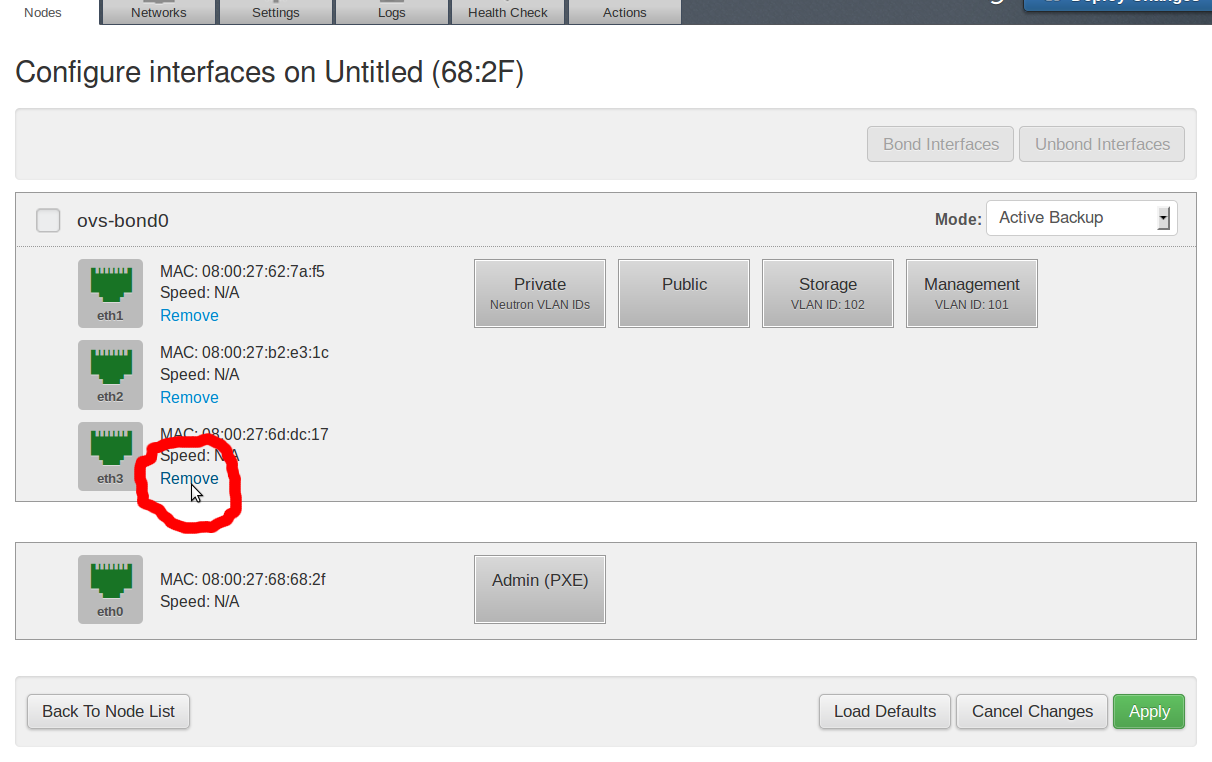 Nodes
Networks
Settings
Logs
Health Check
Actions
Deploy Changes
Configure interfaces on Untitled (68:2F)
Bond Interfaces
Unbond Interfaces
ovs-bond0
Mode:
Active Backup
eth1
MAC: 08:00:27:62:7a:f5
Speed: N/A
Remove
Private
Neutron VLAN IDs
Public
Storage
VLAN ID: 102
Management
VLAN ID: 101
eth2
MAC: 08:00:27:b2:e3:1c
Speed: N/A
Remove
eth3
MAC: 08:00:27:6d:dc:17
Speed: N/A
Remove
eth0
MAC: 08:00:27:68:68:2f
Speed: N/A
Admin (PXE)
Back To Node List
Load Defaults
Cancel Changes
Apply